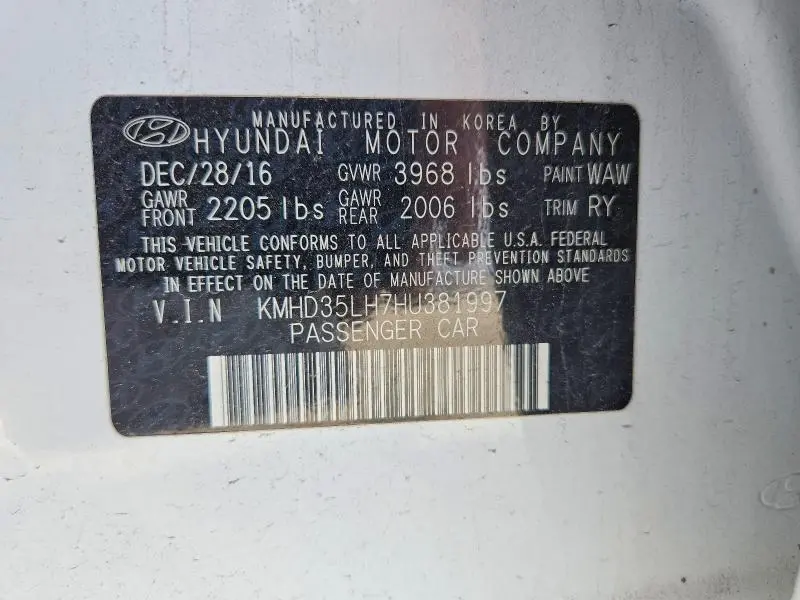 MANUFACTURED IN KOREA BY
HYUNDAI MOTOR COMPANY
DEC/28/16 GVWR 3968 lbs PAINT WAW
GAWR FRONT 2205 lbs GAWR REAR 2006 lbs TRIM RY
THIS VEHICLE CONFORMS TO ALL APPLICABLE U.S.A. FEDERAL
MOTOR VEHICLE SAFETY, BUMPER, AND THEFT PREVENTION STANDARDS
IN EFFECT ON THE DATE OF MANUFACTURE SHOWN ABOVE
V.I.N KMHD35LH7HU381997
PASSENGER CAR